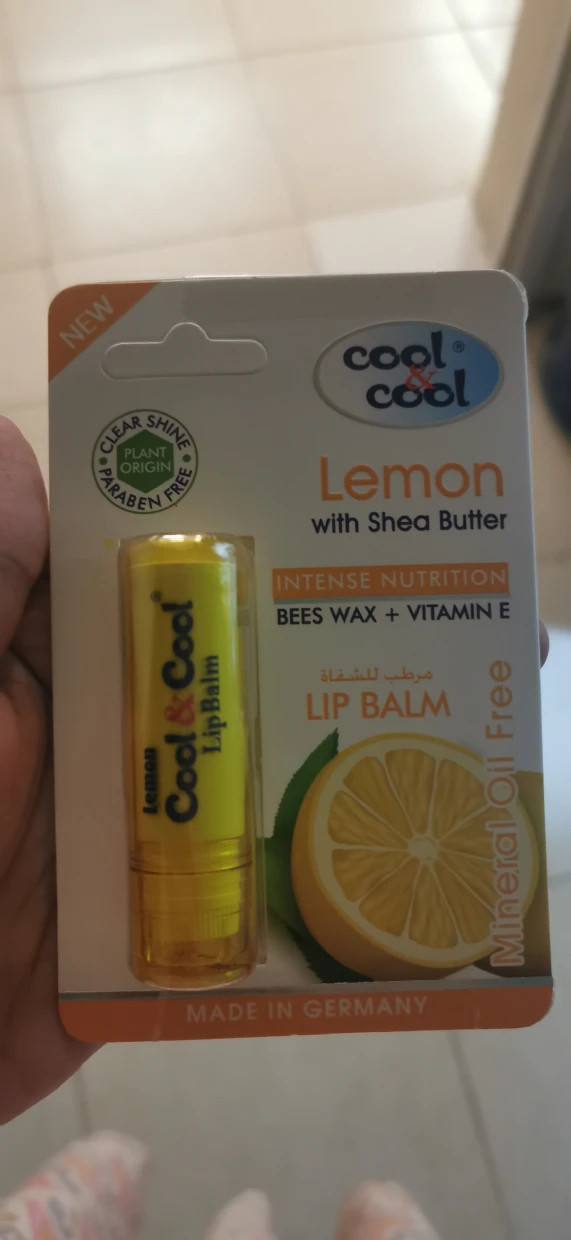 NEW
cool®
&
cool
CLEAR SHINE
PLANT
ORIGIN
PARABEN FREE
Lemon
with Shea Butter
INTENSE NUTRITION
BEES WAX + VITAMIN E
مرطب للشفاة
LIP BALM
Mineral Oil Free
Lemon
Cool & Cool®
Lip Balm
MADE IN GERMANY